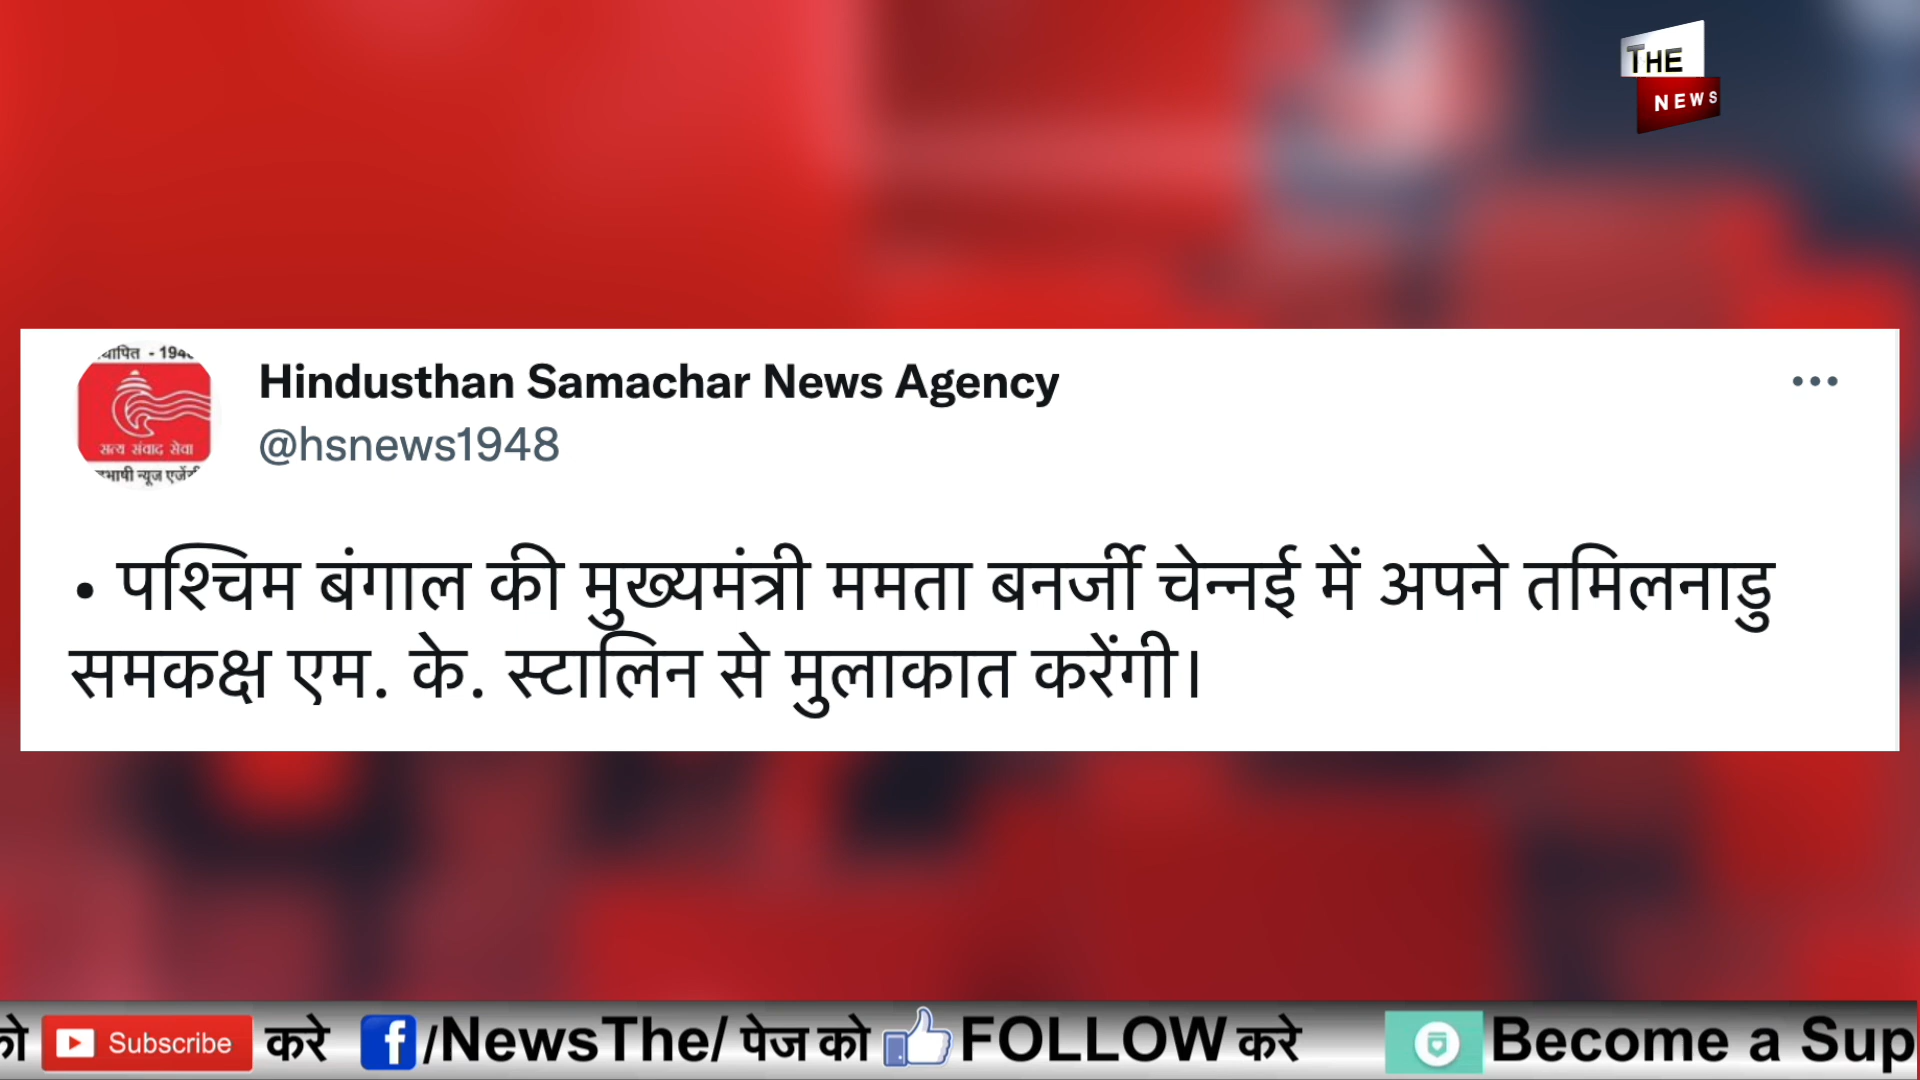 THE
NEWS
Hindusthan Samachar News Agency
@hsnews1948
सत्य संवाद सेवा
• पश्चिम बंगाल की मुख्यमंत्री ममता बनर्जी चेन्नई में अपने तमिलनाडु
समकक्ष एम. के. स्टालिन से मुलाकात करेंगी।
Subscribe करे f/NewsThe/ पेज को FOLLOW करे Become a Sup